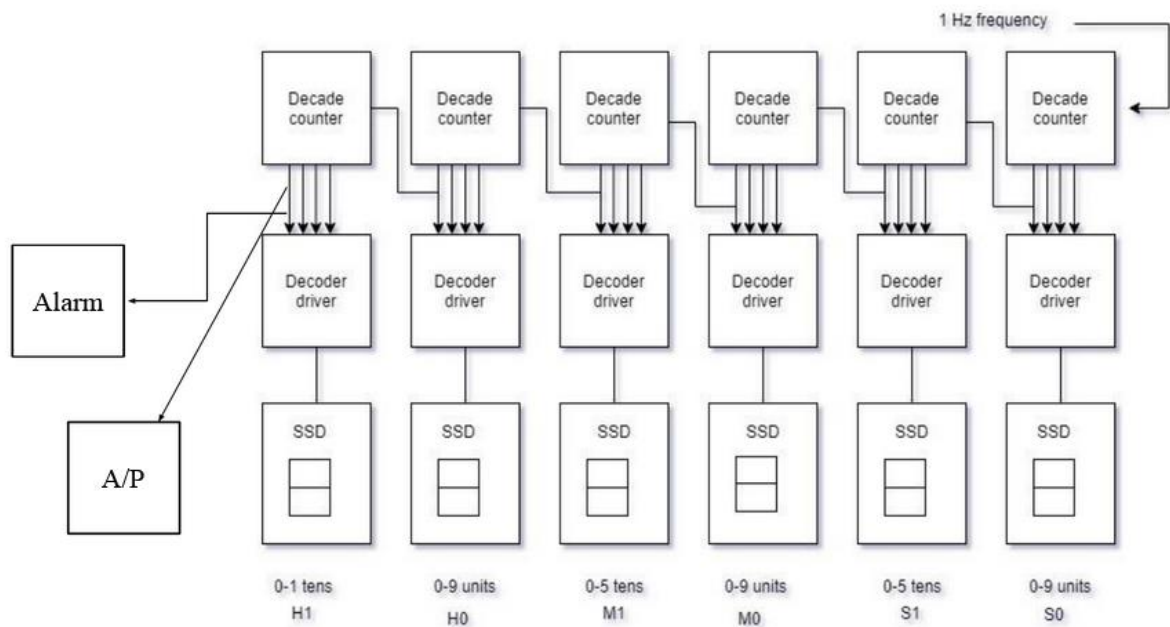 1 Hz frequency
Decade
counter
Decade
counter
Decade
counter
Decade
counter
Decade
counter
Decade
counter
Decoder
driver
Decoder
driver
Decoder
driver
Decoder
driver
Decoder
driver
Decoder
driver
Alarm
A/P
SSD
SSD
SSD
SSD
SSD
SSD
0-1 tens
H1
0-9 units
H0
0-5 tens
M1
0-9 units
M0
0-5 tens
S1
0-9 units
S0